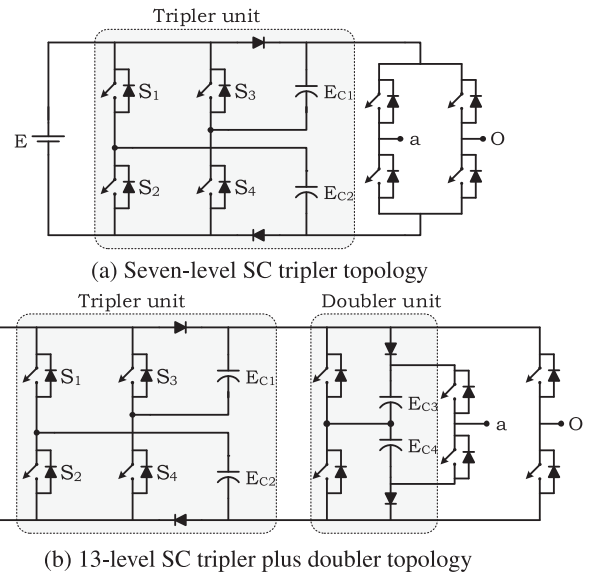 Tripler unit
S1
S3
EC1
E
a
O
S2
S4
EC2
(a) Seven-level SC tripler topology
Tripler unit
Doubler unit
S1
S3
EC1
EC3
a
O
EC4
S2
S4
EC2
(b) 13-level SC tripler plus doubler topology